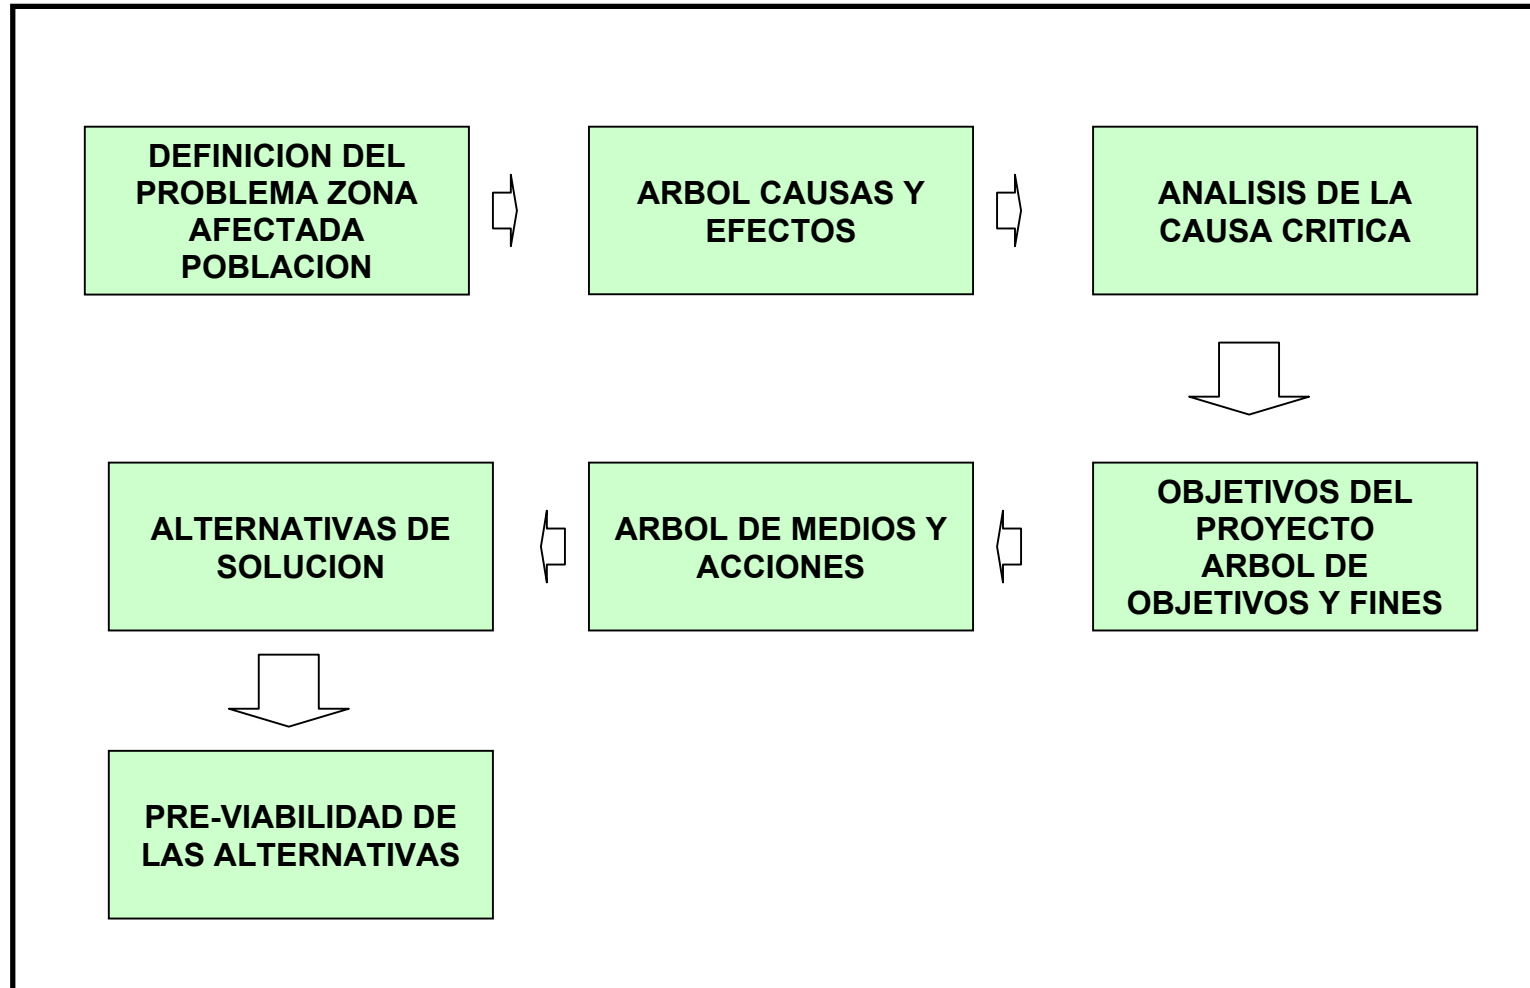 DEFINICION DEL
PROBLEMA ZONA
AFECTADA
POBLACION
ARBOL CAUSAS Y
EFECTOS
ANALISIS DE LA
CAUSA CRITICA
OBJETIVOS DEL
PROYECTO
ARBOL DE
OBJETIVOS Y FINES
ARBOL DE MEDIOS Y
ACCIONES
ALTERNATIVAS DE
SOLUCION
PRE-VIABILIDAD DE
LAS ALTERNATIVAS